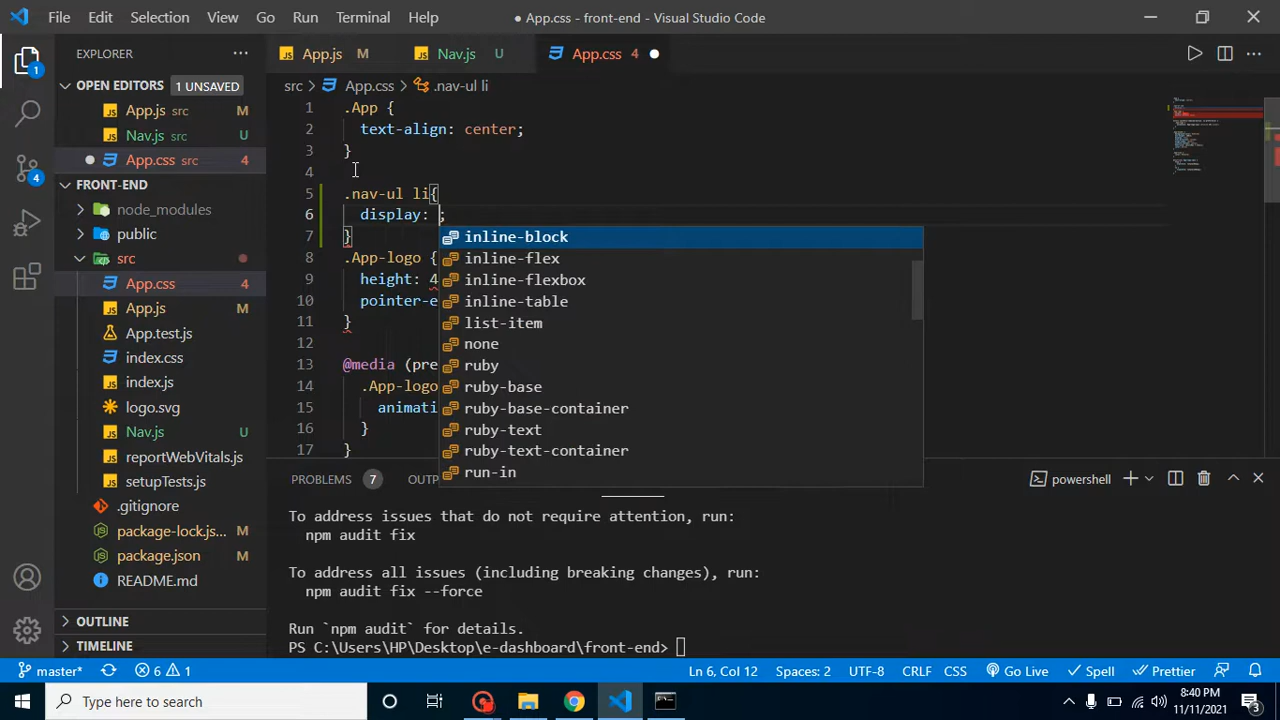 File Edit Selection View Go Run Terminal Help
● App.css - front-end - Visual Studio Code
EXPLORER
OPEN EDITORS 1 UNSAVED
App.js src M
Nav.js src U
App.css src 4
FRONT-END
node_modules
public
src
App.css 4
App.js M
App.test.js
index.css
index.js
logo.svg
Nav.js U
reportWebVitals.js
setupTests.js
.gitignore
package-lock.js... M
package.json M
README.md
OUTLINE
TIMELINE
1
4
App.js M Nav.js U App.css 4 ●
src > App.css > .nav-ul li
1 .App {
2 text-align: center;
3 }
4
5 .nav-ul li{
6 display: ;
7 }
8 .App-logo {
9 height: 4
10 pointer-e
11 }
12
13 @media (pre
14 .App-logo
15 animati
16 }
17 }
inline-block
inline-flex
inline-flexbox
inline-table
list-item
none
ruby
ruby-base
ruby-base-container
ruby-text
ruby-text-container
run-in
PROBLEMS 7 OUTP powershell
To address issues that do not require attention, run:
npm audit fix
To address all issues (including breaking changes), run:
npm audit fix --force
Run `npm audit` for details.
PS C:\Users\HP\Desktop\e-dashboard\front-end>
master* 6 1 Ln 6, Col 12 Spaces: 2 UTF-8 CRLF CSS Go Live Spell Prettier
Type here to search
8:40 PM
11/11/2021
3